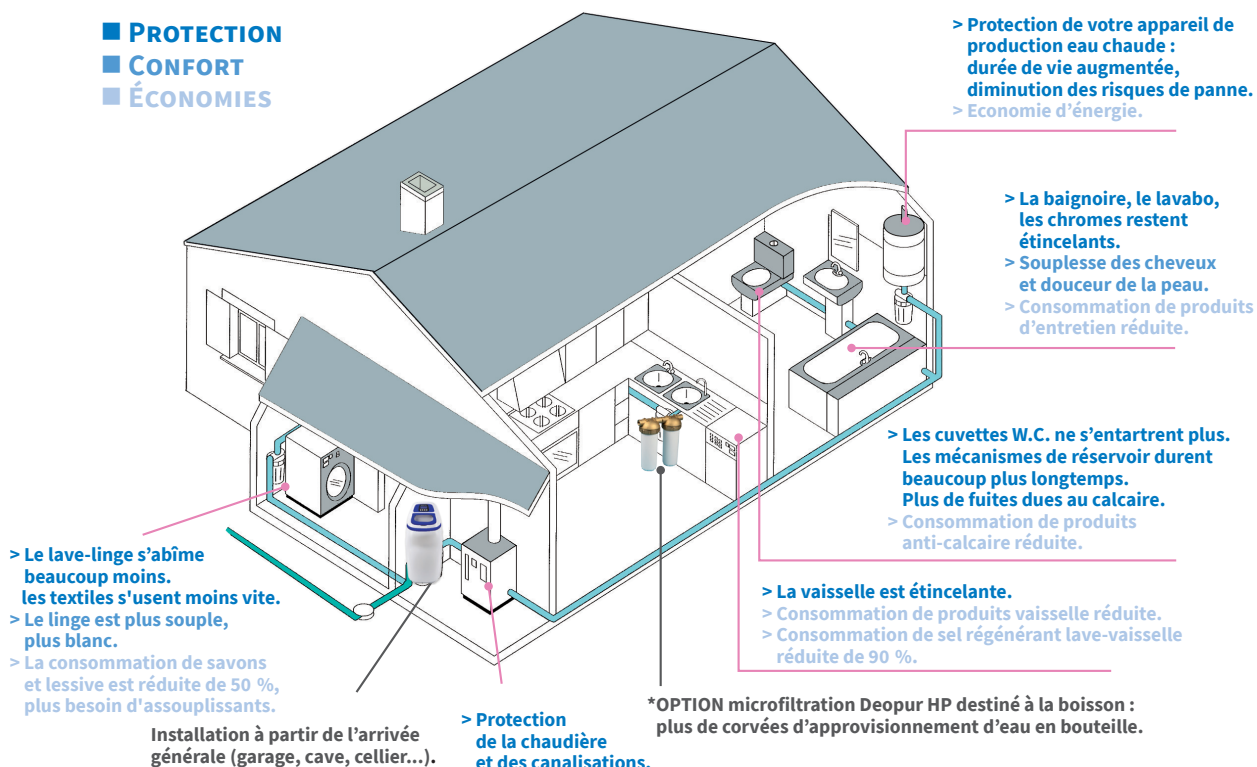 PROTECTION
CONFORT
ÉCONOMIES
> Protection de votre appareil de
production eau chaude :
durée de vie augmentée,
diminution des risques de panne.
> Economie d’énergie.
> La baignoire, le lavabo,
les chromes restent
étincelants.
> Souplesse des cheveux
et douceur de la peau.
> Consommation de produits
d’entretien réduite.
> Les cuvettes W.C. ne s’entartrent plus.
Les mécanismes de réservoir durent
beaucoup plus longtemps.
Plus de fuites dues au calcaire.
> Consommation de produits
anti-calcaire réduite.
> La vaisselle est étincelante.
> Consommation de produits vaisselle réduite.
> Consommation de sel régénérant lave-vaisselle
réduite de 90 %.
> Le lave-linge s’abîme
beaucoup moins.
les textiles s'usent moins vite.
> Le linge est plus souple,
plus blanc.
> La consommation de savons
et lessive est réduite de 50 %,
plus besoin d'assouplissants.
Installation à partir de l’arrivée
générale (garage, cave, cellier...).
> Protection
de la chaudière
et des canalisations.
*OPTION microfiltration Deopur HP destiné à la boisson :
plus de corvées d’approvisionnement d’eau en bouteille.